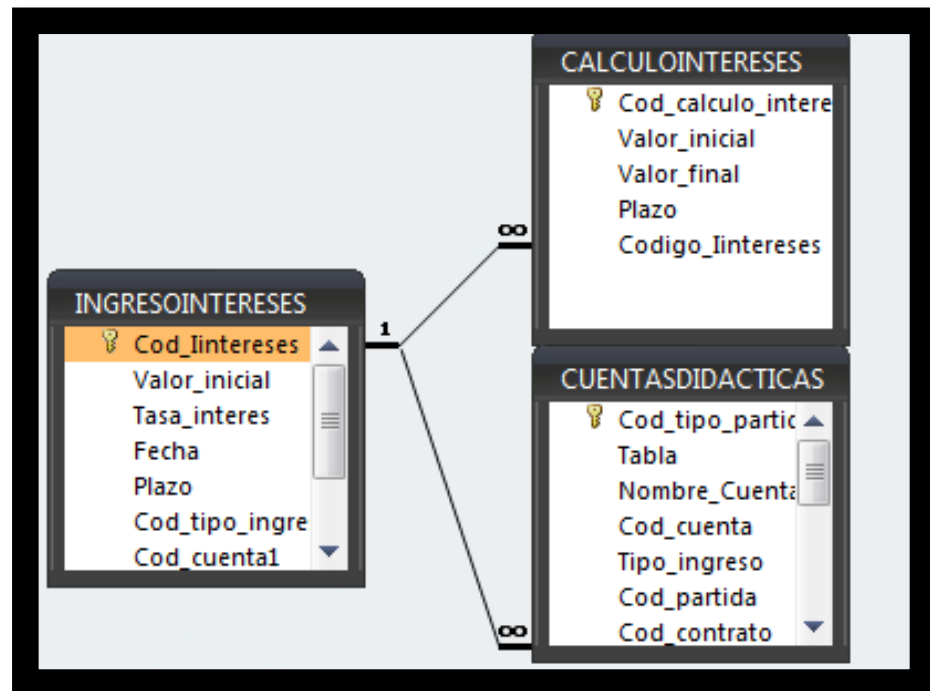 CALCULOINTERESES
Cod_calculo_intere
Valor_inicial
Valor_final
Plazo
Codigo_Iintereses
∞
INGRESOINTERESES
1
Cod_Iintereses
Valor_inicial
Tasa_interes
Fecha
Plazo
Cod_tipo_ingre
Cod_cuenta1
CUENTASDIDACTICAS
Cod_tipo_partic
Tabla
Nombre_Cuenta
Cod_cuenta
Tipo_ingreso
Cod_partida
Cod_contrato
∞